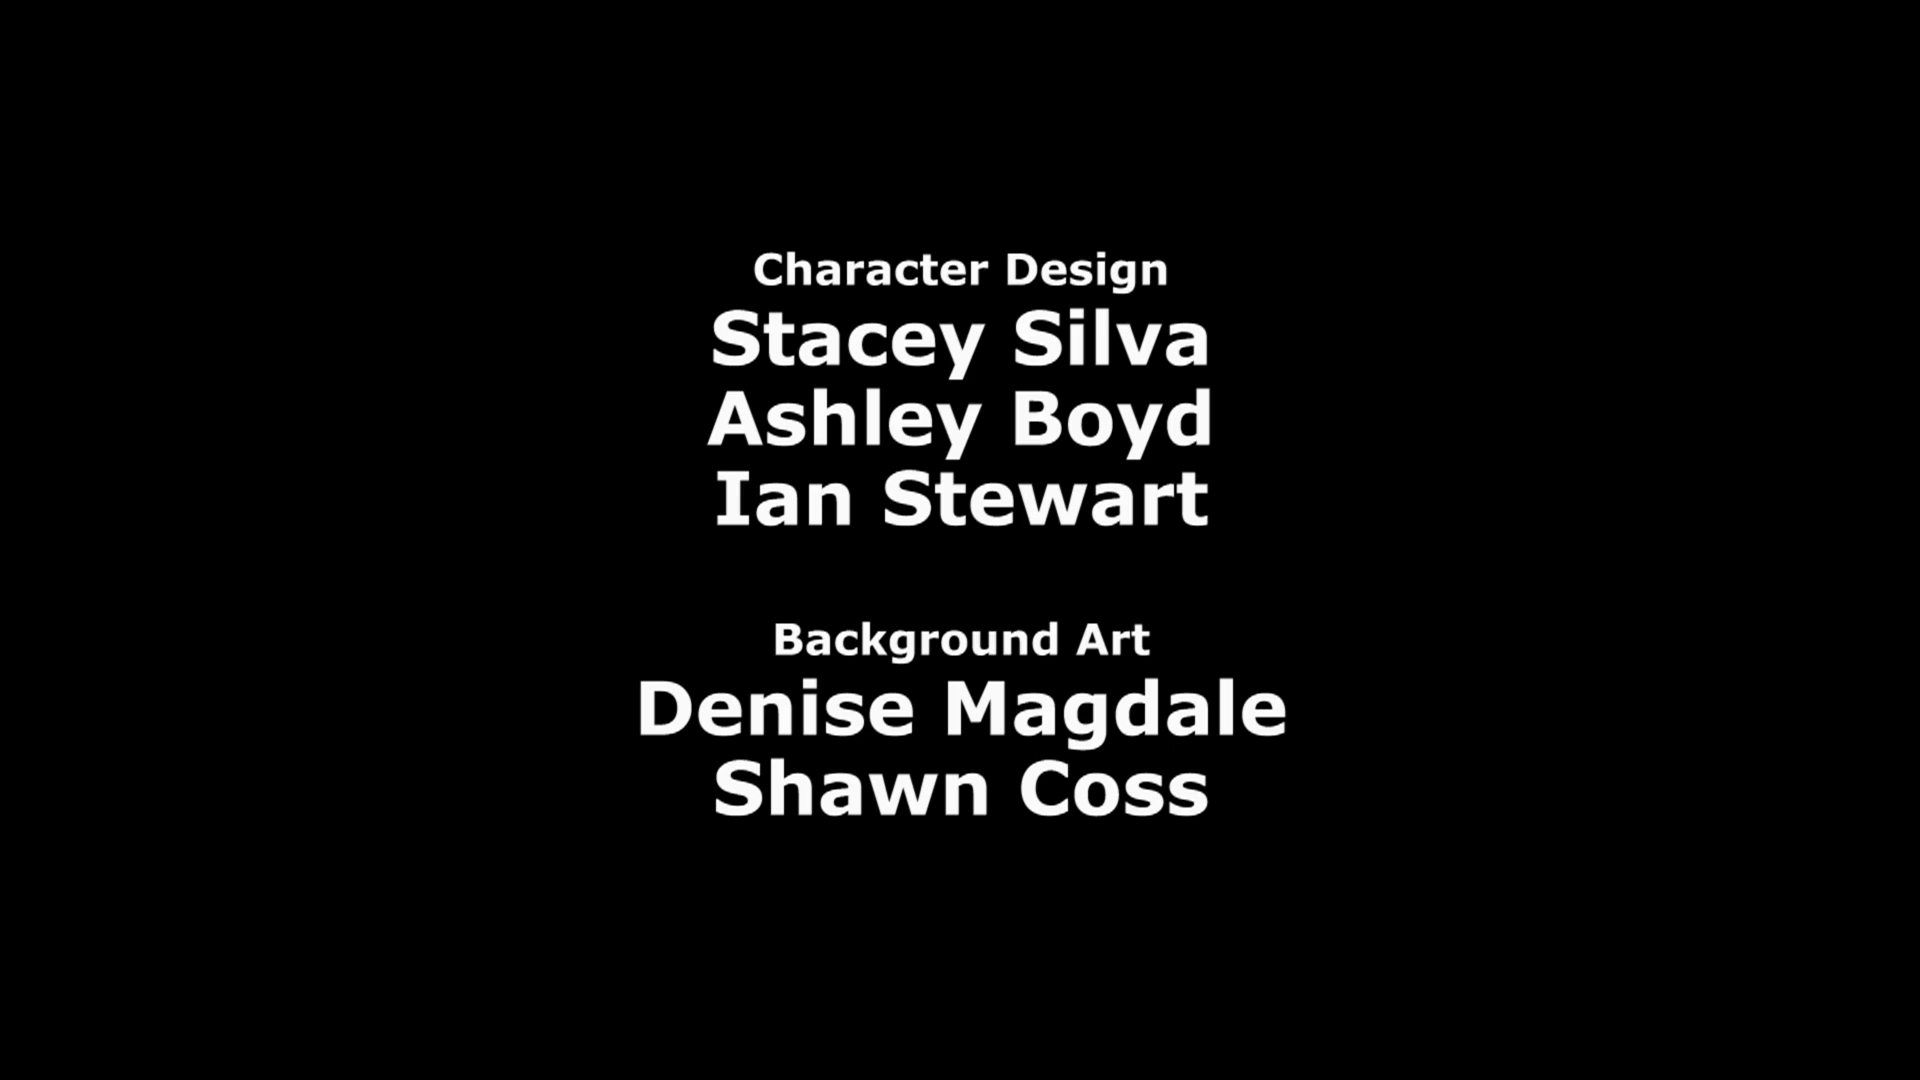 Character Design
Stacey Silva
Ashley Boyd
Ian Stewart
Background Art
Denise Magdale
Shawn Coss